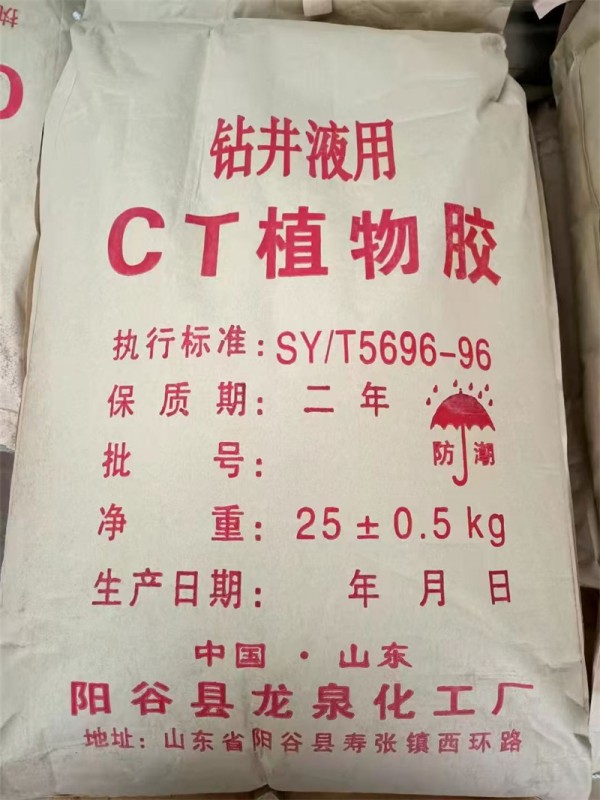 钻井液用
CT植物胶
执行标准：SY/T5696-96
保质期：二年
防潮
批号：
净重：25±0.5kg
生产日期：年月日
中国·山东
阳谷县龙泉化工厂
地址：山东省阳谷县寿张镇西环路